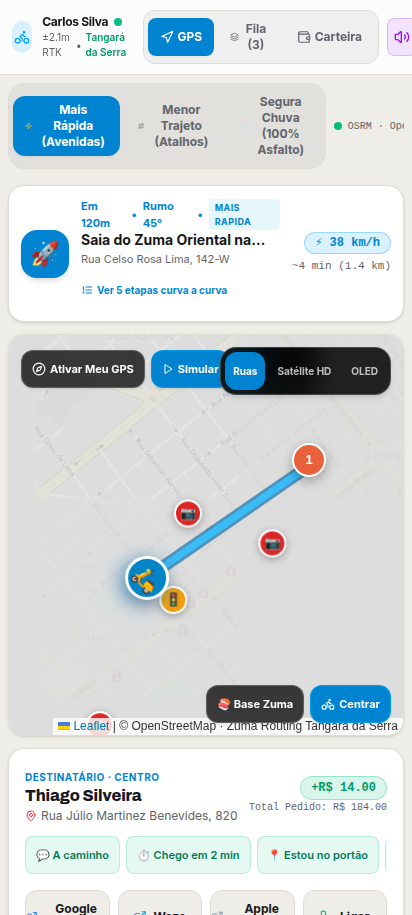 Carlos Silva
±2.1m RTK • Tangará da Serra
GPS
Fila (3)
Carteira
Mais Rápida (Avenidas)
Menor Trajeto (Atalhos)
Segura Chuva (100% Asfalto)
OSRM · Ope
Em 120m • Rumo 45° • MAIS RAPIDA
Saia do Zuma Oriental na...
Rua Celso Rosa Lima, 142-W
Ver 5 etapas curva a curva
⚡ 38 km/h
~4 min (1.4 km)
Ativar Meu GPS
Simular
Ruas
Satélite HD
OLED
1
Base Zuma
Centrar
Leaflet | © OpenStreetMap · Zuma Routing Tangará da Serra
DESTINATÁRIO · CENTRO
Thiago Silveira
Rua Júlio Martinez Benevides, 820
+R$ 14.00
Total Pedido: R$ 184.00
A caminho
Chego em 2 min
Estou no portão
Google
Waze
Apple
Ligar